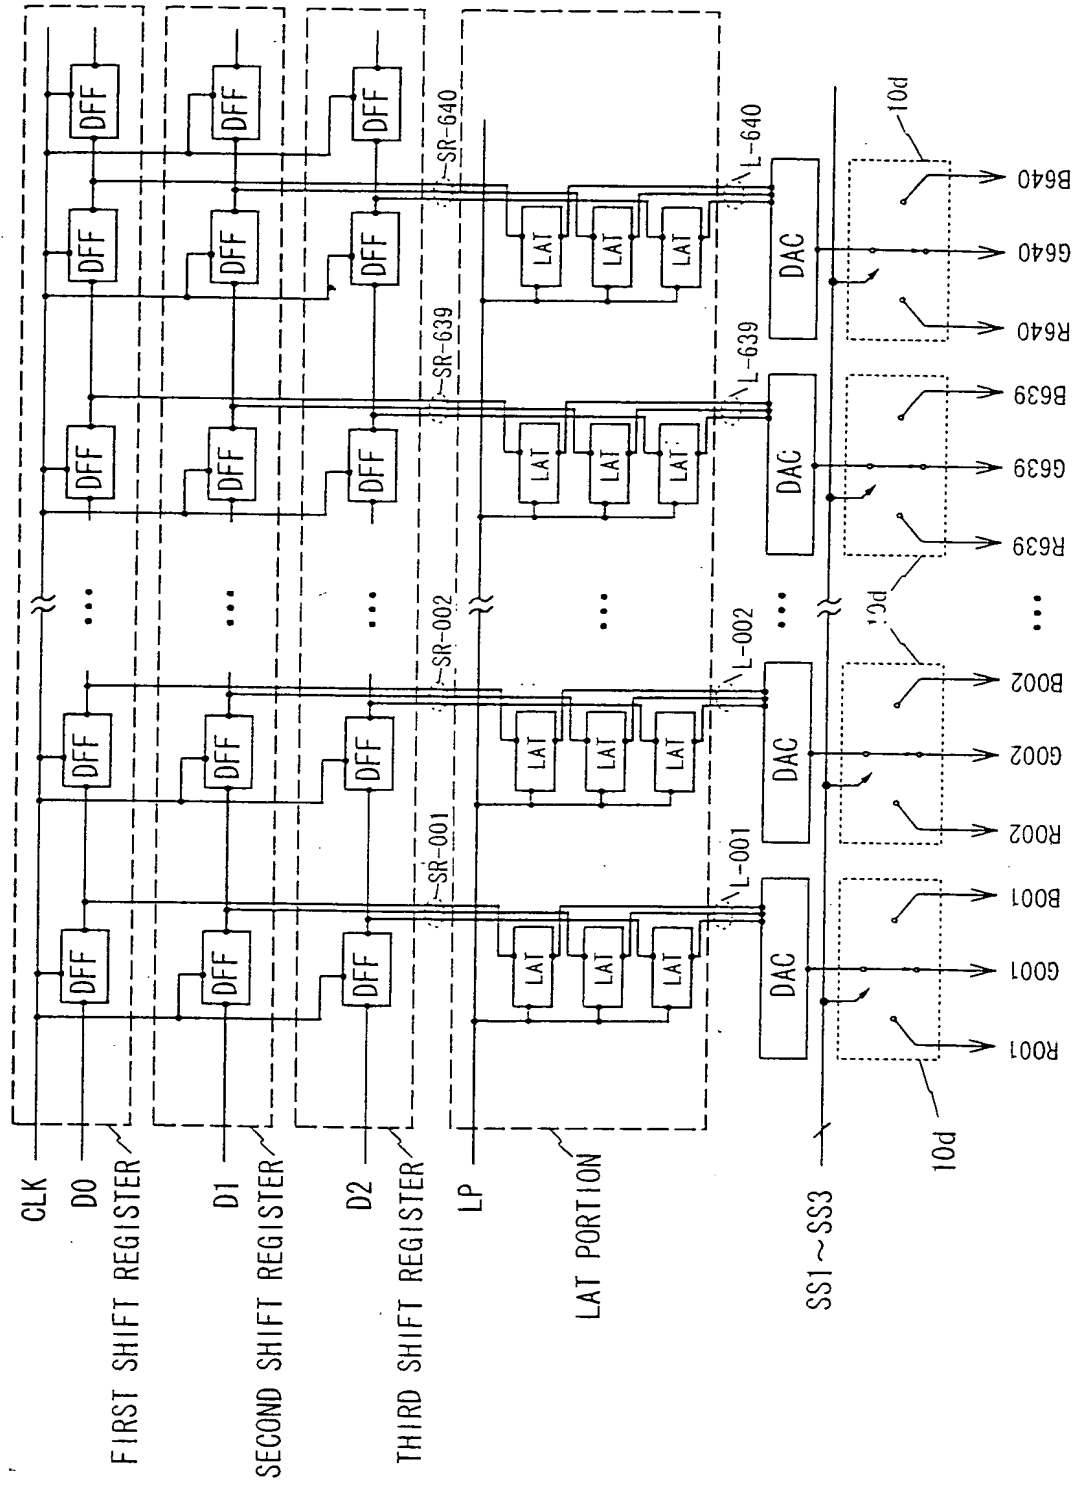 CLK
D0
DFF DFF ... DFF DFF DFF
FIRST SHIFT REGISTER
D1
DFF DFF ... DFF DFF DFF
SECOND SHIFT REGISTER
D2
DFF DFF ... DFF DFF DFF
THIRD SHIFT REGISTER
SR-001 SR-002 SR-639 SR-640
LP
LAT LAT LAT LAT
LAT LAT ... LAT LAT
LAT LAT LAT LAT
LAT PORTION
L-001 L-002 L-639 L-640
DAC DAC ... DAC DAC
SS1~SS3
10d 10d 10d
R001 G001 B001 R002 G002 B002 ... R639 G639 B639 R640 G640 B640